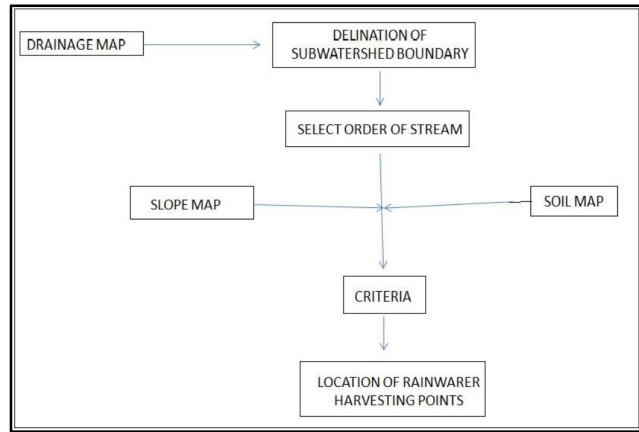 DRAINAGE MAP
DELINATION OF
SUBWATERSHED BOUNDARY
SELECT ORDER OF STREAM
SLOPE MAP
SOIL MAP
CRITERIA
LOCATION OF RAINWARER
HARVESTING POINTS